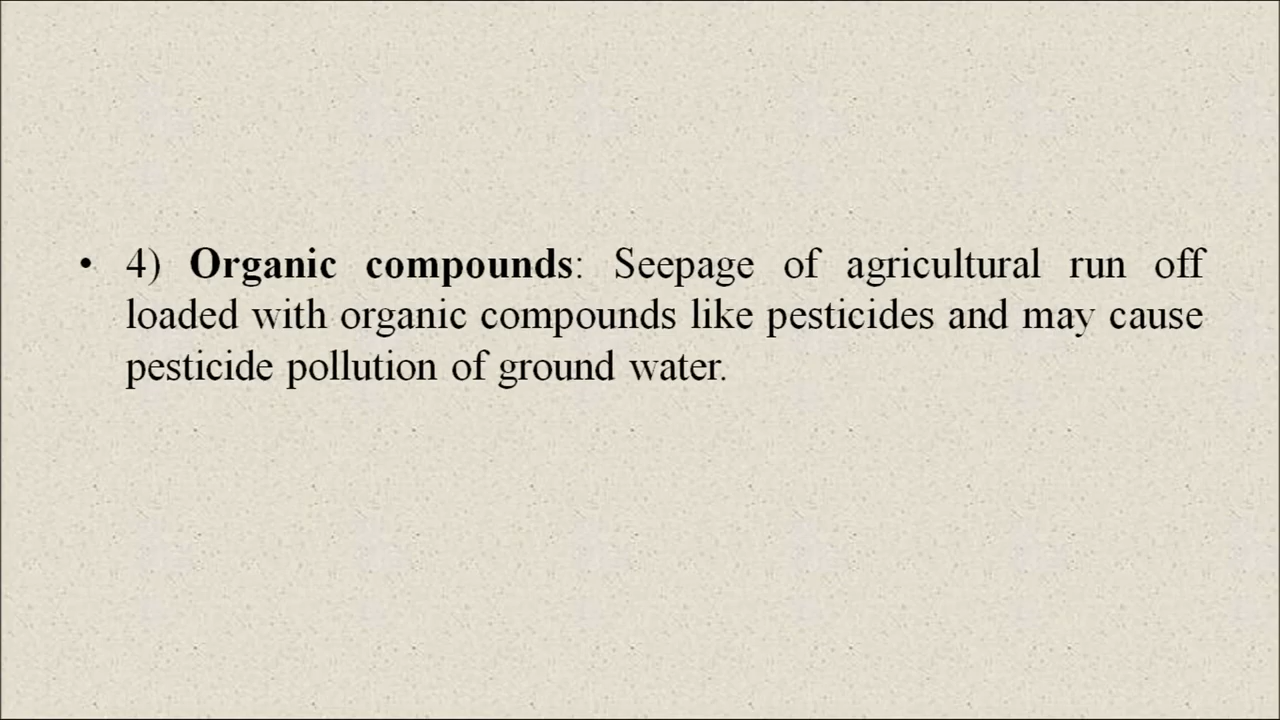 • 4) Organic compounds: Seepage of agricultural run off
loaded with organic compounds like pesticides and may cause
pesticide pollution of ground water.